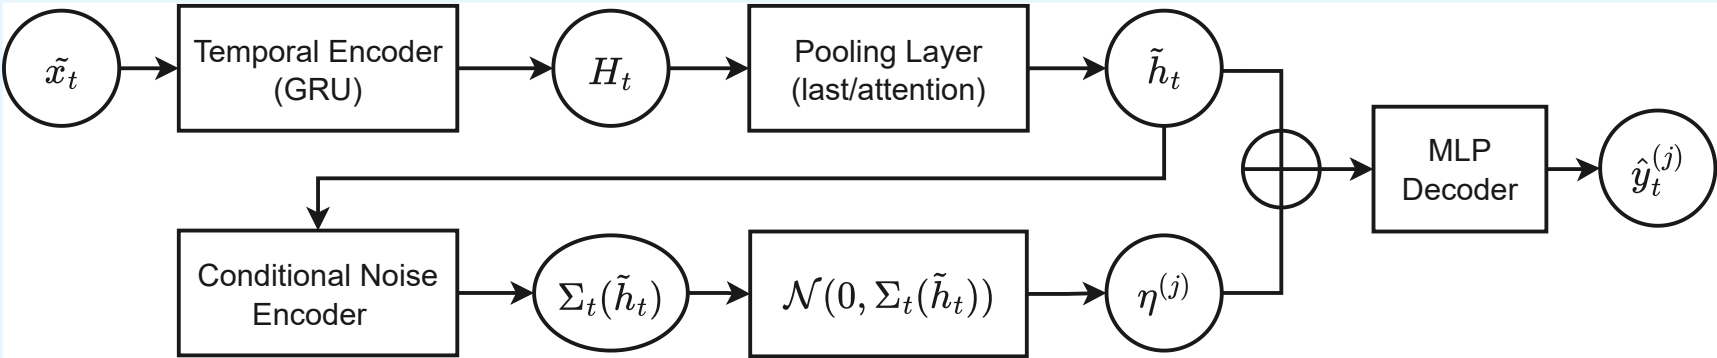 x̃_t
Temporal Encoder
(GRU)
H_t
Pooling Layer
(last/attention)
h̃_t
MLP
Decoder
ŷ_t^{(j)}
Conditional Noise
Encoder
Σ_t(h̃_t)
𝒩(0, Σ_t(h̃_t))
η^{(j)}